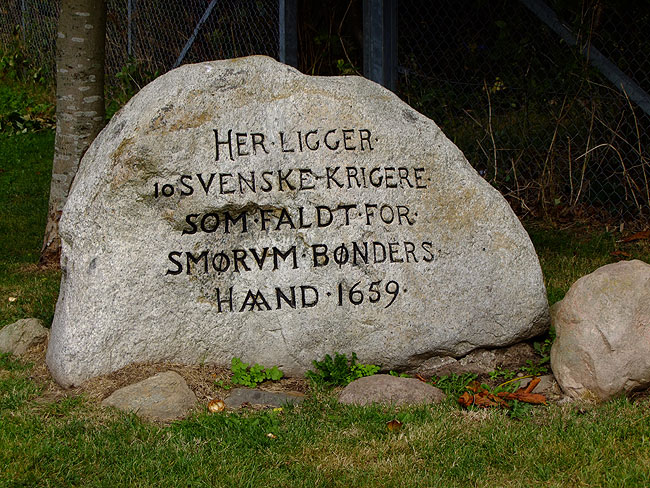 HER·LIGGER·
10 SVENSKE-KRIGERE·
SOM·FALDT·FOR·
SMØRVM·BØNDERS·
HAAND·1659·